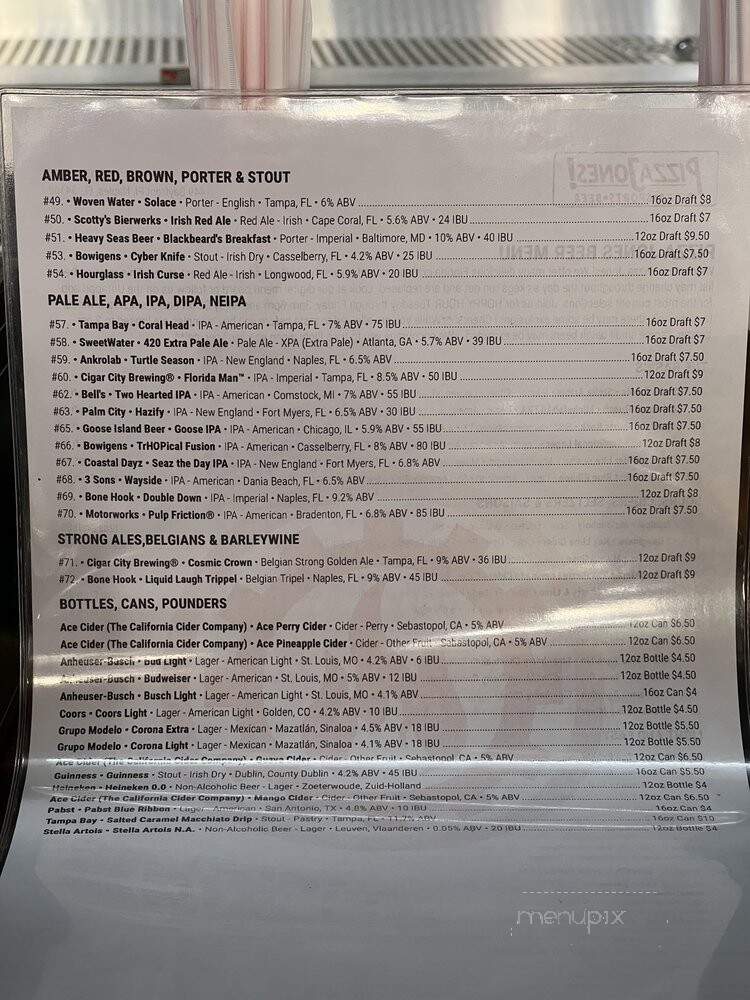 AMBER, RED, BROWN, PORTER & STOUT
#49. • Woven Water • Solace • Porter - English • Tampa, FL • 6% ABV 16oz Draft $8
#50. • Scotty's Bierwerks • Irish Red Ale • Red Ale - Irish • Cape Coral, FL • 5.6% ABV • 24 IBU 16oz Draft $7
#51. • Heavy Seas Beer • Blackbeard's Breakfast • Porter - Imperial • Baltimore, MD • 10% ABV • 40 IBU 12oz Draft $9.50
#53. • Bowigens • Cyber Knife • Stout - Irish Dry • Casselberry, FL • 4.2% ABV • 25 IBU 16oz Draft $7.50
#54. • Hourglass • Irish Curse • Red Ale - Irish • Longwood, FL • 5.9% ABV • 20 IBU 16oz Draft $7
PALE ALE, APA, IPA, DIPA, NEIPA
#57. • Tampa Bay • Coral Head • IPA - American • Tampa, FL • 7% ABV • 75 IBU 16oz Draft $7
#58. • SweetWater • 420 Extra Pale Ale • Pale Ale - XPA (Extra Pale) • Atlanta, GA • 5.7% ABV • 39 IBU 16oz Draft $7
#59. • Ankrolab • Turtle Season • IPA - New England • Naples, FL • 6.5% ABV 16oz Draft $7.50
#60. • Cigar City Brewing® • Florida Man™ • IPA - Imperial • Tampa, FL • 8.5% ABV • 50 IBU 12oz Draft $9
#62. • Bell's • Two Hearted IPA • IPA - American • Comstock, MI • 7% ABV • 55 IBU 16oz Draft $7.50
#63. • Palm City • Hazify • IPA - New England • Fort Myers, FL • 6.5% ABV • 30 IBU 16oz Draft $7.50
#65. • Goose Island Beer • Goose IPA • IPA - American • Chicago, IL • 5.9% ABV • 55 IBU 16oz Draft $7.50
#66. • Bowigens • TrHOPical Fusion • IPA - American • Casselberry, FL • 8% ABV • 80 IBU 12oz Draft $8
#67. • Coastal Dayz • Seaz the Day IPA • IPA - New England • Fort Myers, FL • 6.8% ABV 16oz Draft $7.50
#68. • 3 Sons • Wayside • IPA - American • Dania Beach, FL • 6.5% ABV 16oz Draft $7.50
#69. • Bone Hook • Double Down • IPA - Imperial • Naples, FL • 9.2% ABV 12oz Draft $8
#70. • Motorworks • Pulp Friction® • IPA - American • Bradenton, FL • 6.8% ABV • 85 IBU 16oz Draft $7.50
STRONG ALES,BELGIANS & BARLEYWINE
#71. • Cigar City Brewing® • Cosmic Crown • Belgian Strong Golden Ale • Tampa, FL • 9% ABV • 36 IBU 12oz Draft $9
#72. • Bone Hook • Liquid Laugh Trippel • Belgian Tripel • Naples, FL • 9% ABV • 45 IBU 12oz Draft $9
BOTTLES, CANS, POUNDERS
Ace Cider (The California Cider Company) • Ace Perry Cider • Cider - Perry • Sebastopol, CA • 5% ABV 12oz Can $6.50
Ace Cider (The California Cider Company) • Ace Pineapple Cider • Cider - Other Fruit • Sebastopol, CA • 5% ABV 12oz Can $6.50
Anheuser-Busch • Bud Light • Lager - American Light • St. Louis, MO • 4.2% ABV • 6 IBU 12oz Bottle $4.50
Anheuser-Busch • Budweiser • Lager - American • St. Louis, MO • 5% ABV • 12 IBU 12oz Bottle $4.50
Anheuser-Busch • Busch Light • Lager - American Light • St. Louis, MO • 4.1% ABV 16oz Can $4
Coors • Coors Light • Lager - American Light • Golden, CO • 4.2% ABV • 10 IBU 12oz Bottle $4.50
Grupo Modelo • Corona Extra • Lager - Mexican • Mazatlán, Sinaloa • 4.5% ABV • 18 IBU 12oz Bottle $5.50
Grupo Modelo • Corona Light • Lager - Mexican • Mazatlán, Sinaloa • 4.1% ABV • 18 IBU 12oz Bottle $5.50
Ace Cider (The California Cider Company) • Guava Cider • Cider - Other Fruit • Sebastopol, CA • 5% ABV 12oz Can $6.50
Guinness • Guinness • Stout - Irish Dry • Dublin, County Dublin • 4.2% ABV • 45 IBU 16oz Can $5.50
Heineken • Heineken 0.0 • Non-Alcoholic Beer - Lager • Zoeterwoude, Zuid-Holland 12oz Bottle $4
Ace Cider (The California Cider Company) • Mango Cider • Cider - Other Fruit • Sebastopol, CA • 5% ABV 12oz Can $6.50
Pabst • Pabst Blue Ribbon • Lager - American • San Antonio, TX • 4.8% ABV • 10 IBU 16oz Can $4
Tampa Bay • Salted Caramel Macchiato Drip • Stout - Pastry • Tampa, FL • 11.7% ABV 16oz Can $10
Stella Artois • Stella Artois N.A. • Non-Alcoholic Beer - Lager • Leuven, Vlaanderen • 0.05% ABV • 20 IBU 12oz Bottle $4
menupix